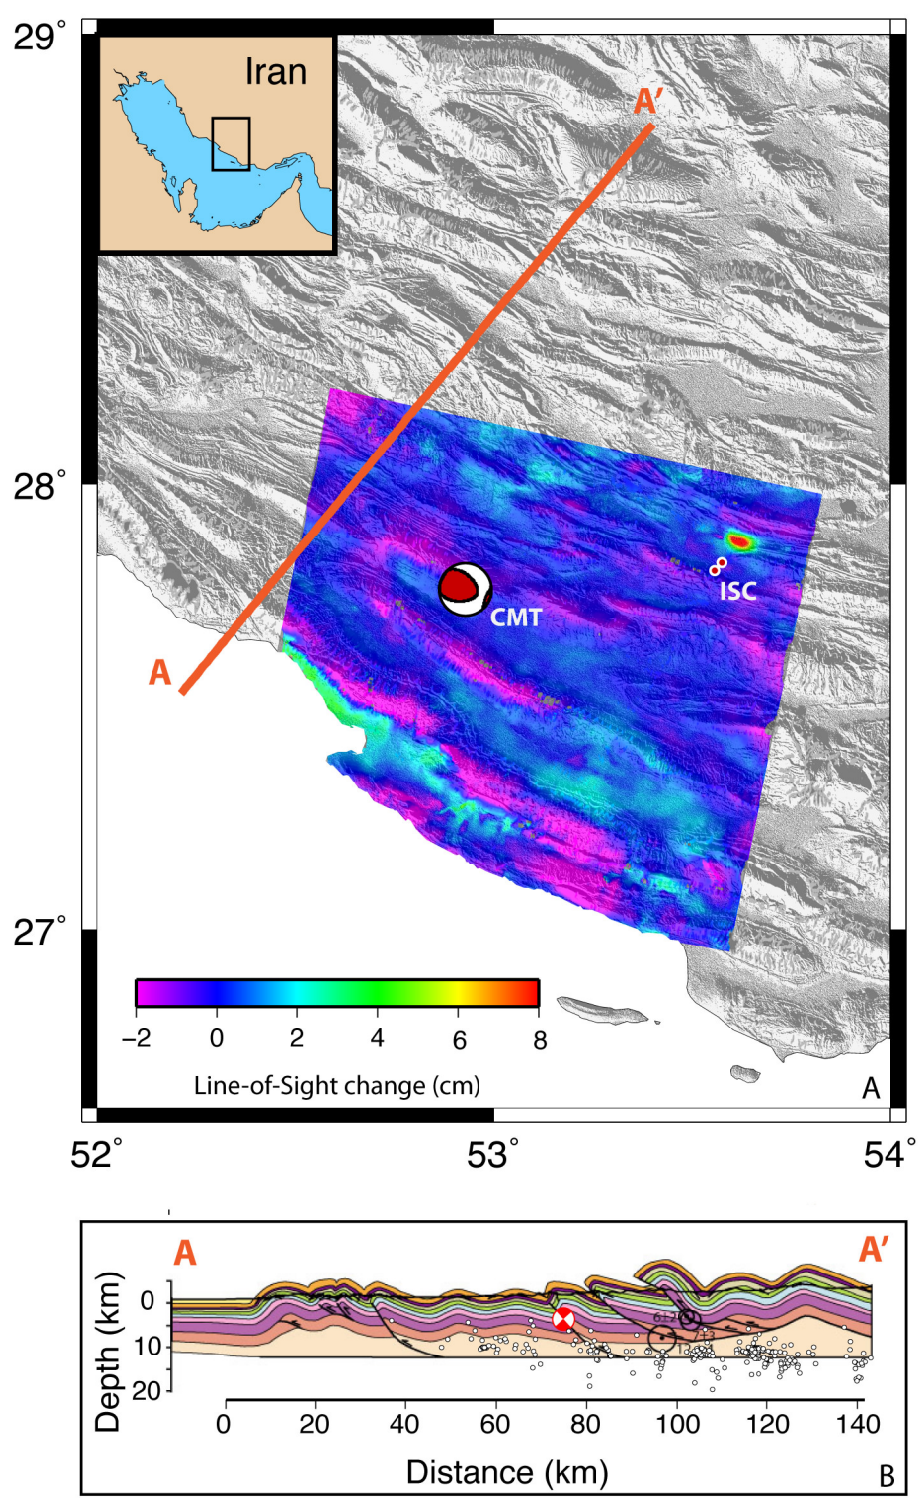 29°
Iran
A'
28°
ISC
CMT
A
27°
−2 0 2 4 6 8
Line-of-Sight change (cm)
A
52° 53° 54°
A A'
Depth (km)
0
10
20
0 20 40 60 80 100 120 140
Distance (km)
B